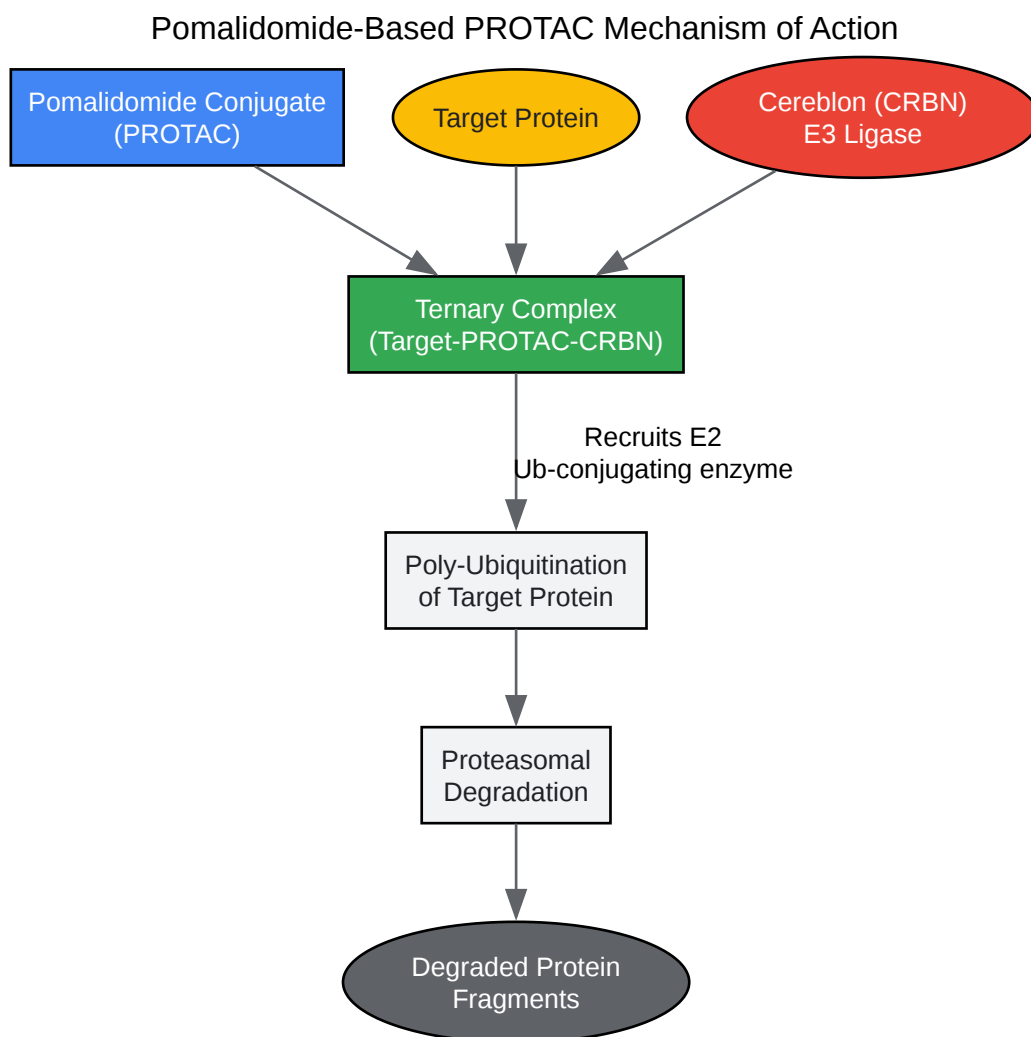 Pomalidomide-Based PROTAC Mechanism of Action
Pomalidomide Conjugate
(PROTAC)
Target Protein
Cereblon (CRBN)
E3 Ligase
Ternary Complex
(Target-PROTAC-CRBN)
Recruits E2
Ub-conjugating enzyme
Poly-Ubiquitination
of Target Protein
Proteasomal
Degradation
Degraded Protein
Fragments